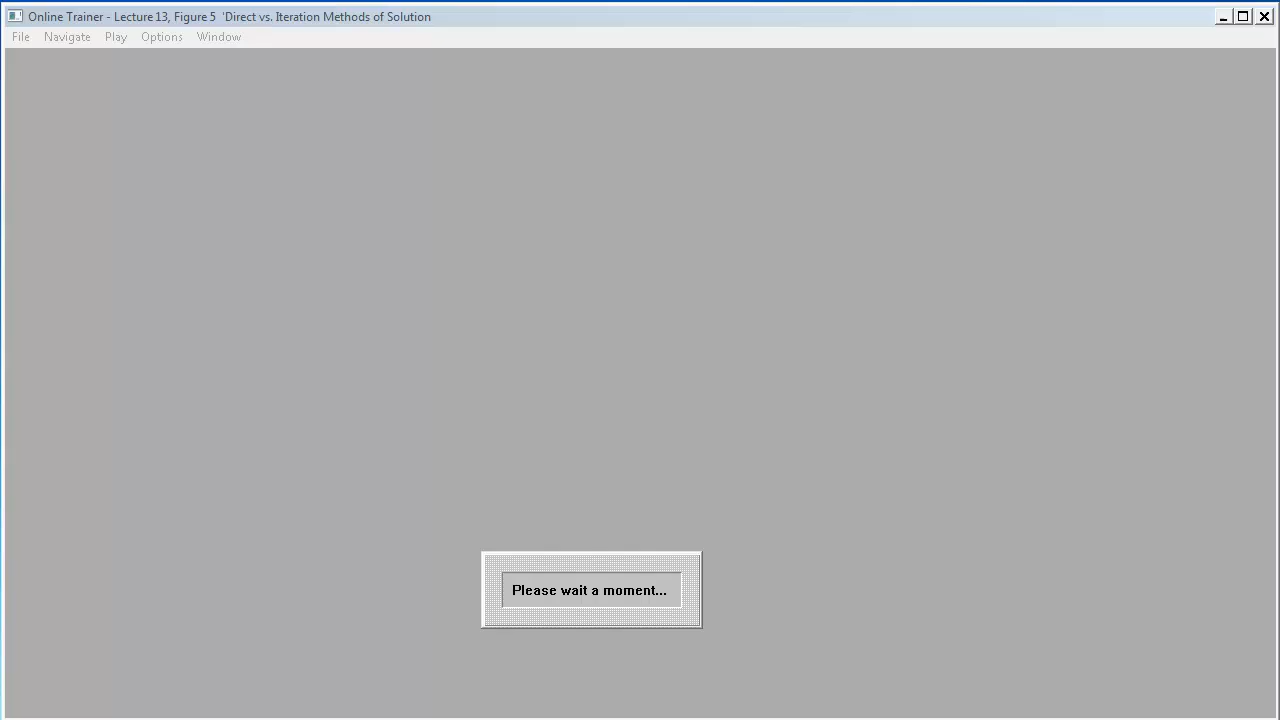 Online Trainer - Lecture 13, Figure 5 'Direct vs. Iteration Methods of Solution
File Navigate Play Options Window
Please wait a moment...